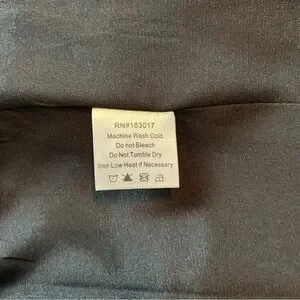 RN#163017
Machine Wash Cold
Do not Bleach
Do Not Tumble Dry
Iron Low Heat if Necessary